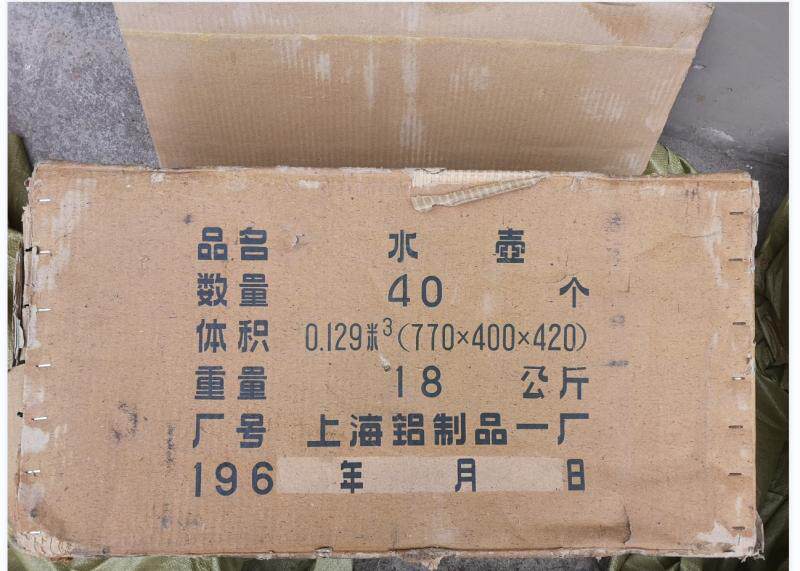 品名 水壶
数量 40 个
体积 0.129米³(770×400×420)
重量 18 公斤
厂号 上海铝制品一厂
196 年 月 日